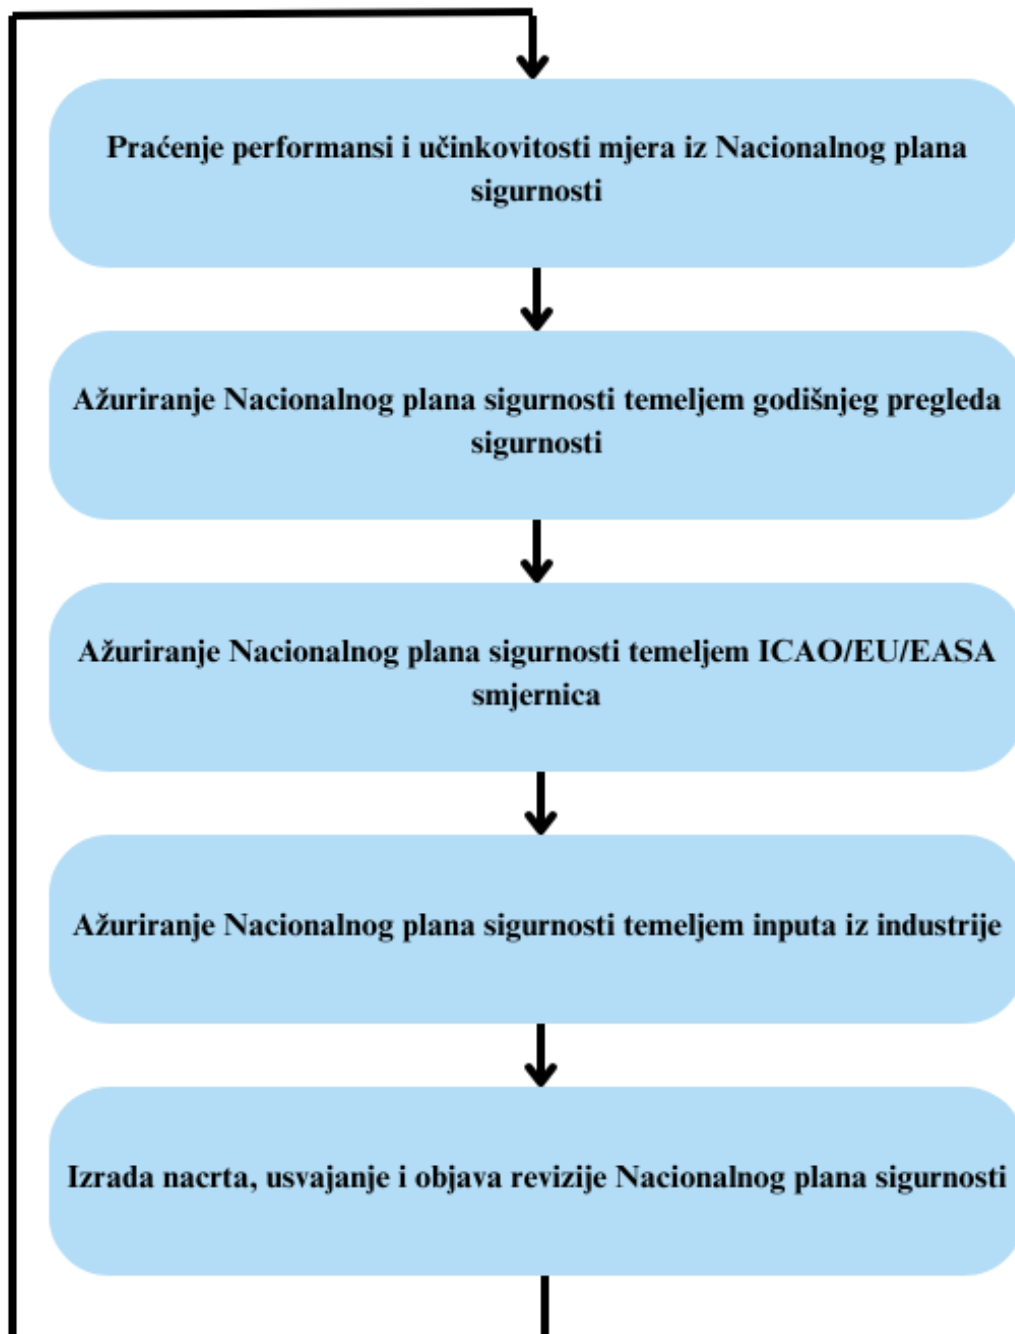 Praćenje performansi i učinkovitosti mjera iz Nacionalnog plana
sigurnosti
Ažuriranje Nacionalnog plana sigurnosti temeljem godišnjeg pregleda
sigurnosti
Ažuriranje Nacionalnog plana sigurnosti temeljem ICAO/EU/EASA
smjernica
Ažuriranje Nacionalnog plana sigurnosti temeljem inputa iz industrije
Izrada nacrta, usvajanje i objava revizije Nacionalnog plana sigurnosti